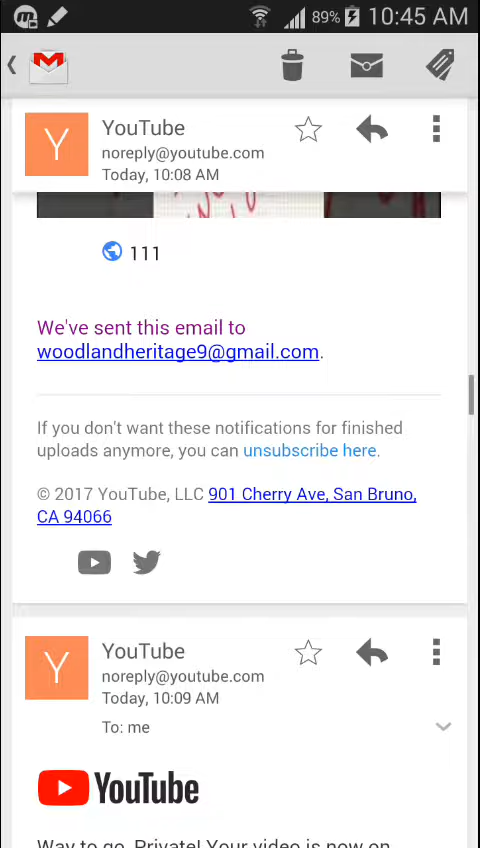 89% 10:45 AM
Y YouTube
noreply@youtube.com
Today, 10:08 AM
111
We've sent this email to
woodlandheritage9@gmail.com.
If you don't want these notifications for finished
uploads anymore, you can unsubscribe here.
© 2017 YouTube, LLC 901 Cherry Ave, San Bruno,
CA 94066
Y YouTube
noreply@youtube.com
Today, 10:09 AM
To: me
YouTube
Way to go, Private! Your video is now on